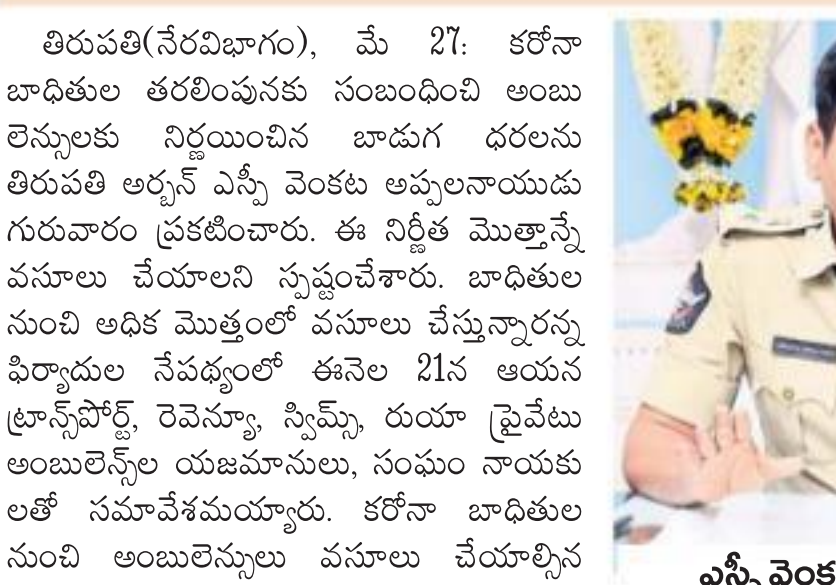 తిరుపతి(నేరవిభాగం), మే 27: కరోనా
బాధితుల తరలింపునకు సంబంధించి అంబు
లెన్సులకు నిర్ణయించిన బాడుగ ధరలను
తిరుపతి అర్బన్ ఎస్పీ వెంకట అప్పలనాయుడు
గురువారం ప్రకటించారు. ఈ నిర్ణీత మొత్తాన్నే
వసూలు చేయాలని స్పష్టంచేశారు. బాధితుల
నుంచి అధిక మొత్తంలో వసూలు చేస్తున్నారన్న
ఫిర్యాదుల నేపథ్యంలో ఈనెల 21న ఆయన
ట్రాన్స్‌పోర్ట్, రెవెన్యూ, స్విమ్స్, రుయా ప్రైవేటు
అంబులెన్స్‌ల యజమానులు, సంఘం నాయకు
లతో సమావేశమయ్యారు. కరోనా బాధితుల
నుంచి అంబులెన్సులు వసూలు చేయాల్సిన
ఎస్పీ వెంక